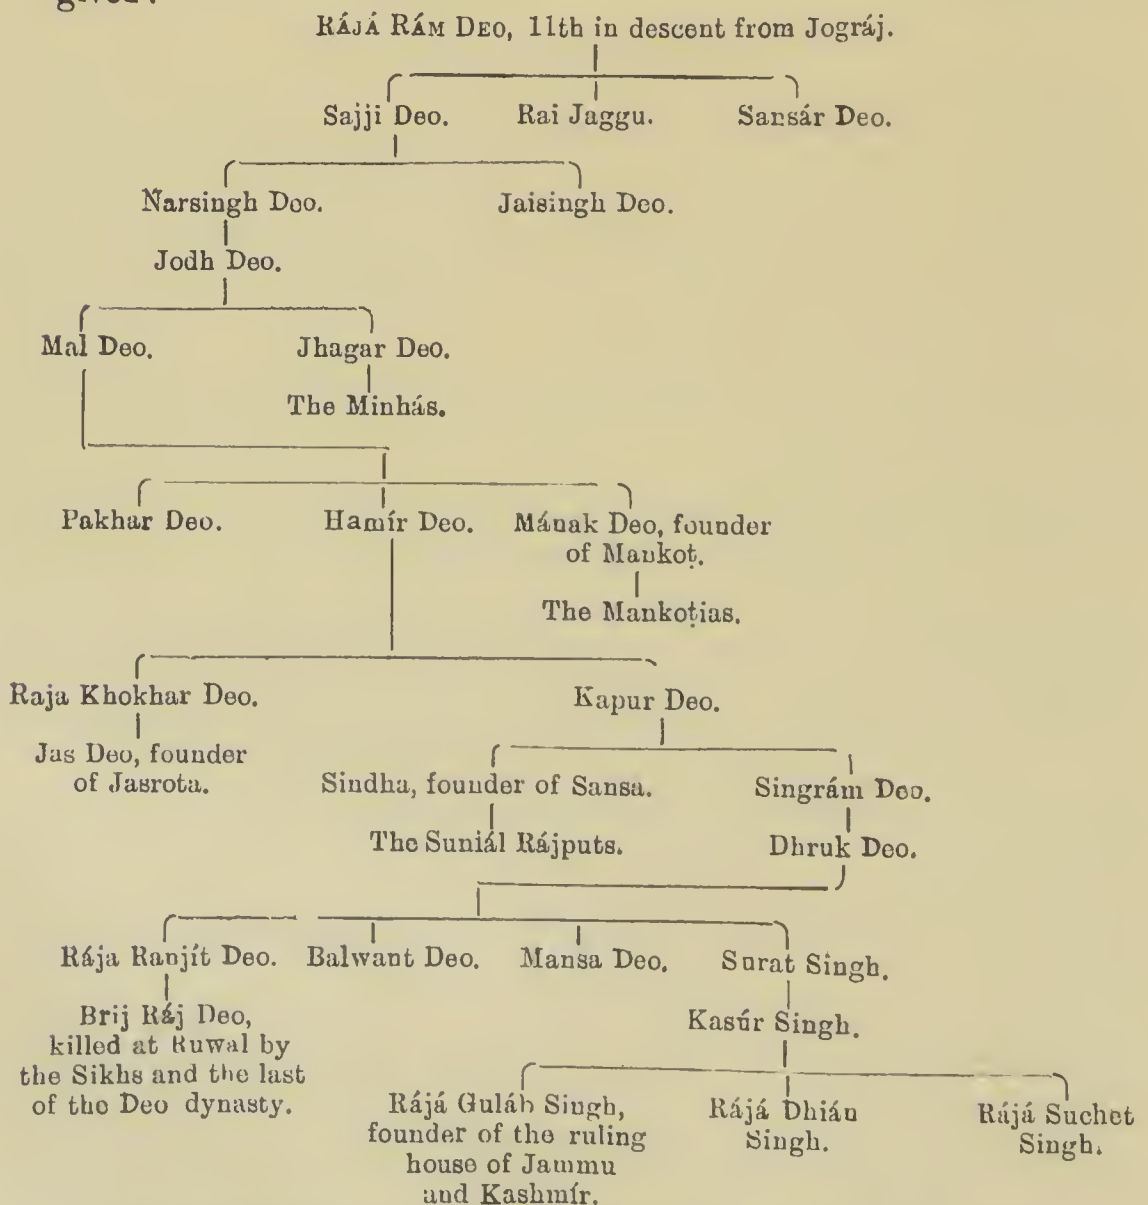 given :
RÁJÁ RÁM DEO, 11th in descent from Jográj.
Sajji Deo. Rai Jaggu. Sansár Deo.
Narsingh Deo. Jaisingh Deo.
Jodh Deo.
Mal Deo. Jhagar Deo.
The Minhás.
Pakhar Deo. Hamír Deo. Mának Deo, founder
of Mankoṭ.
The Mankoṭias.
Raja Khokhar Deo. Kapur Deo.
Jas Deo, founder
of Jasrota.
Sindha, founder of Sansa. Singrám Deo.
The Suniál Rájputs. Dhruk Deo.
Rája Ranjít Deo. Balwant Deo. Mansa Deo. Surat Singh.
Brij Ráj Deo,
killed at Ruwal by
the Sikhs and the last
of the Deo dynasty.
Kasúr Singh.
Rájá Guláb Singh,
founder of the ruling
house of Jammu
and Kashmír.
Rájá Dhián
Singh.
Rájá Suchet
Singh.